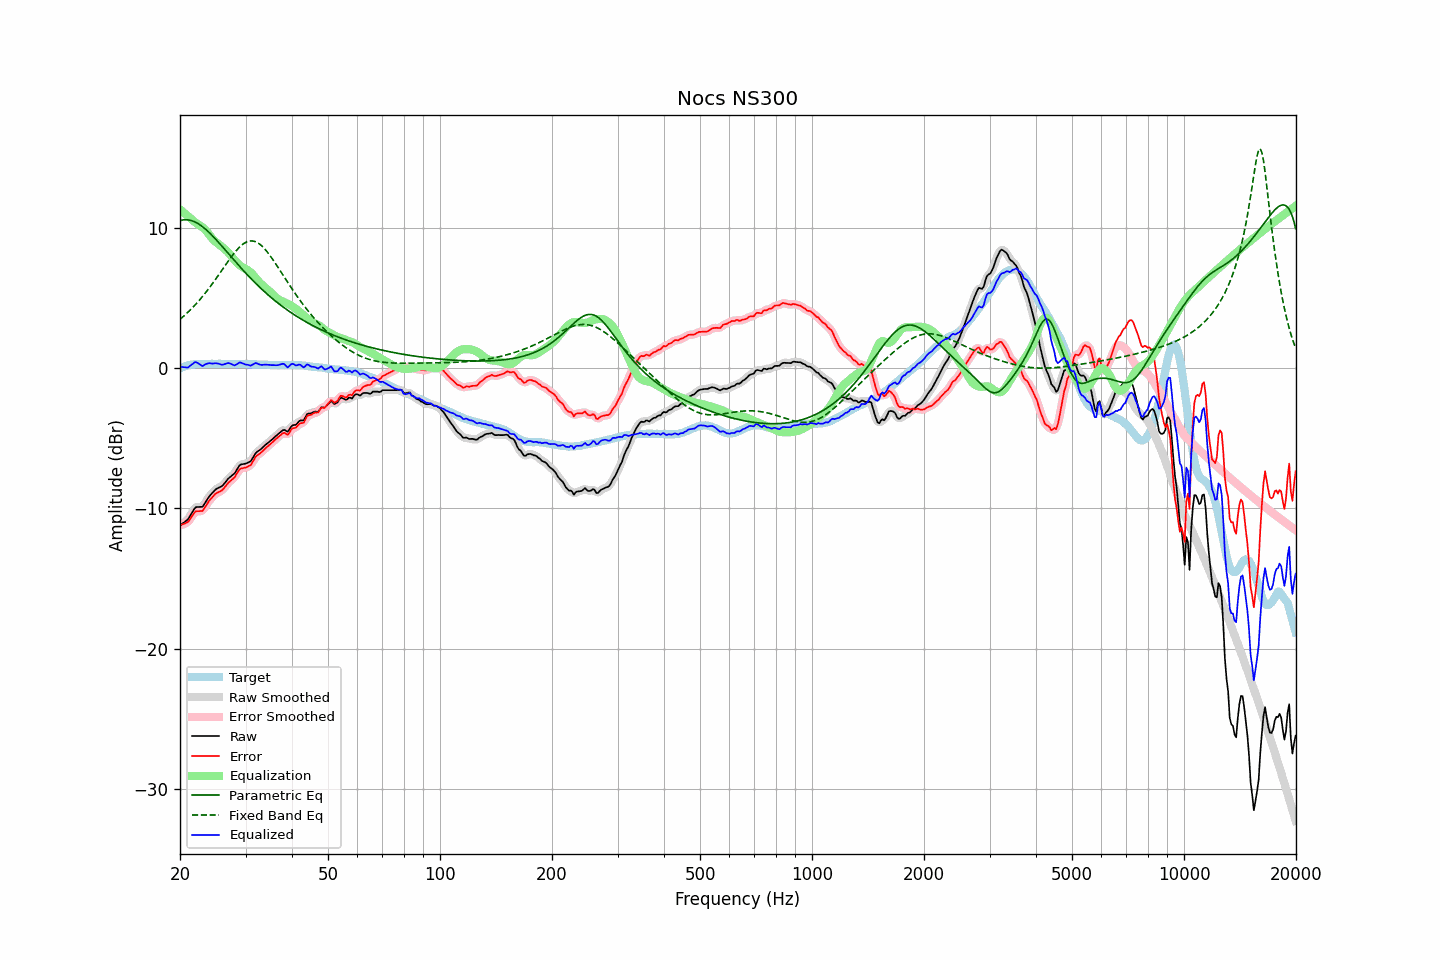 Nocs NS300
Amplitude (dBr)
10
0
−10
−20
−30
Target
Raw Smoothed
Error Smoothed
Raw
Error
Equalization
Parametric Eq
Fixed Band Eq
Equalized
20 50 100 200 500 1000 2000 5000 10000 20000
Frequency (Hz)